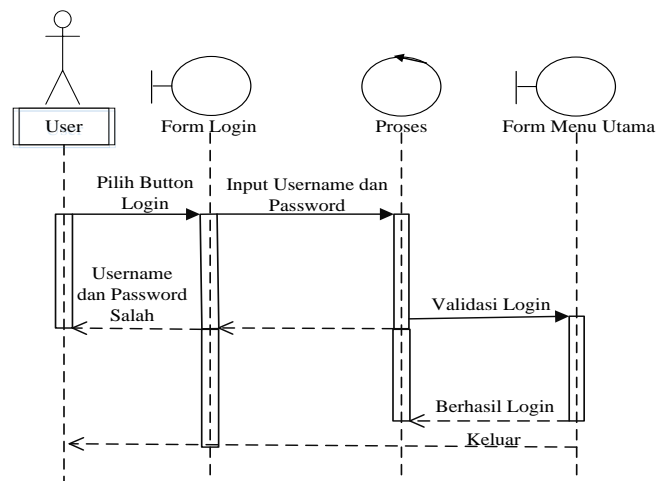 User
Form Login
Proses
Form Menu Utama
Pilih Button
Login
Input Username dan
Password
Username
dan Password
Salah
Validasi Login
Berhasil Login
Keluar